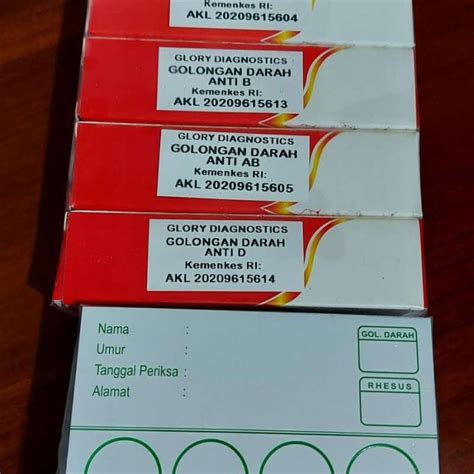 Kemenkes RI:
AKL 20209615604
GLORY DIAGNOSTICS
GOLONGAN DARAH
ANTI B
Kemenkes RI:
AKL 20209615613
GLORY DIAGNOSTICS
GOLONGAN DARAH
ANTI AB
Kemenkes RI:
AKL 20209615605
GLORY DIAGNOSTICS
GOLONGAN DARAH
ANTI D
Kemenkes RI:
AKL 20209615614
Nama :
Umur :
Tanggal Periksa :
Alamat :
GOL. DARAH
RHESUS